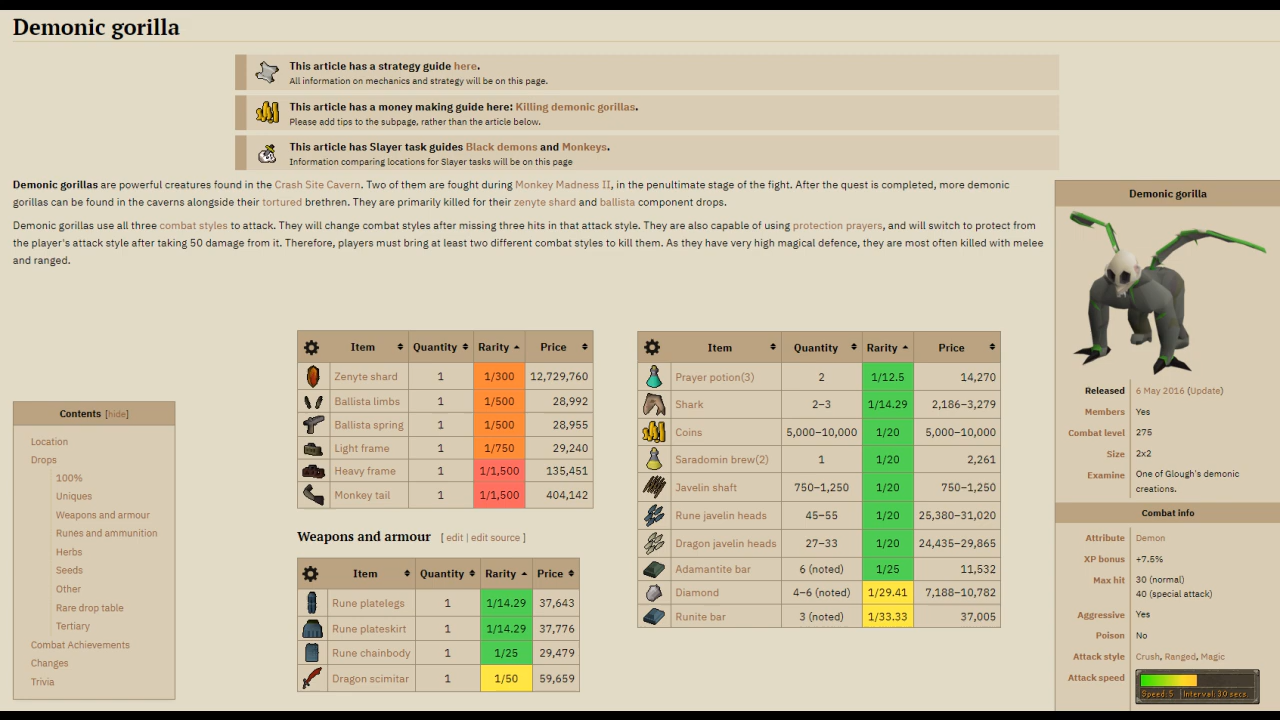 Demonic gorilla
This article has a strategy guide here.
All information on mechanics and strategy will be on this page.
This article has a money making guide here: Killing demonic gorillas.
Please add tips to the subpage, rather than the article below.
This article has Slayer task guides Black demons and Monkeys.
Information comparing locations for Slayer tasks will be on this page
Demonic gorillas are powerful creatures found in the Crash Site Cavern. Two of them are fought during Monkey Madness II, in the penultimate stage of the fight. After the quest is completed, more demonic
gorillas can be found in the caverns alongside their tortured brethren. They are primarily killed for their zenyte shard and ballista component drops.
Demonic gorillas use all three combat styles to attack. They will change combat styles after missing three hits in that attack style. They are also capable of using protection prayers, and will switch to protect from
the player's attack style after taking 50 damage from it. Therefore, players must bring at least two different combat styles to kill them. As they have very high magical defence, they are most often killed with melee
and ranged.
Contents [hide]
Location
Drops
100%
Uniques
Weapons and armour
Runes and ammunition
Herbs
Seeds
Other
Rare drop table
Tertiary
Combat Achievements
Changes
Trivia
Item Quantity Rarity Price
Zenyte shard 1 1/300 12,729,760
Ballista limbs 1 1/500 28,992
Ballista spring 1 1/500 28,955
Light frame 1 1/750 29,240
Heavy frame 1 1/1,500 135,451
Monkey tail 1 1/1,500 404,142
Weapons and armour [ edit | edit source ]
Item Quantity Rarity Price
Rune platelegs 1 1/14.29 37,643
Rune plateskirt 1 1/14.29 37,776
Rune chainbody 1 1/25 29,479
Dragon scimitar 1 1/50 59,659
Item Quantity Rarity Price
Prayer potion(3) 2 1/12.5 14,270
Shark 2–3 1/14.29 2,186–3,279
Coins 5,000–10,000 1/20 5,000–10,000
Saradomin brew(2) 1 1/20 2,261
Javelin shaft 750–1,250 1/20 750–1,250
Rune javelin heads 45–55 1/20 25,380–31,020
Dragon javelin heads 27–33 1/20 24,435–29,865
Adamantite bar 6 (noted) 1/25 11,532
Diamond 4–6 (noted) 1/29.41 7,188–10,782
Runite bar 3 (noted) 1/33.33 37,005
Demonic gorilla
Released 6 May 2016 (Update)
Members Yes
Combat level 275
Size 2x2
Examine One of Glough's demonic
creations.
Combat info
Attribute Demon
XP bonus +7.5%
Max hit 30 (normal)
40 (special attack)
Aggressive Yes
Poison No
Attack style Crush, Ranged, Magic
Attack speed
Speed: 5 Interval: 3.0 secs.